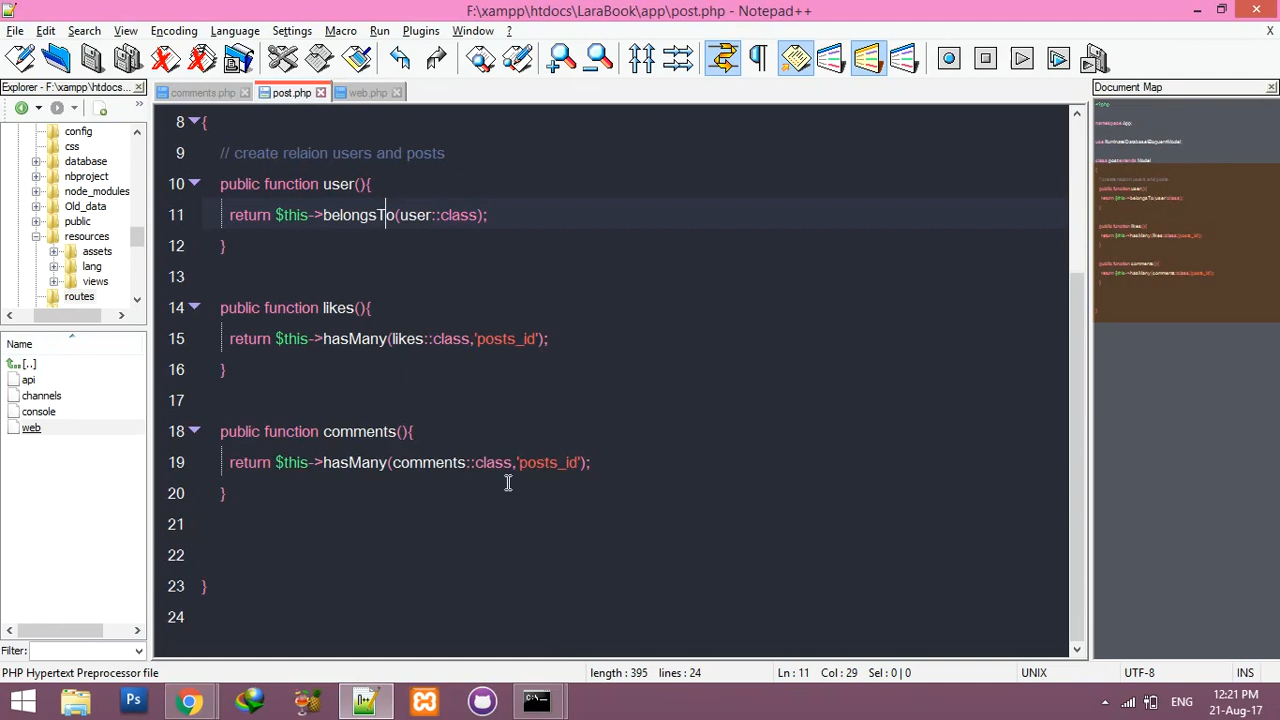 F:\xampp\htdocs\LaraBook\app\post.php - Notepad++
File Edit Search View Encoding Language Settings Macro Run Plugins Window ? X
Explorer - F:\xampp\htdocs...
comments.php post.php web.php
Document Map
config
css
database
nbproject
node_modules
Old_data
public
resources
assets
lang
views
routes
Name
[..]
api
channels
console
web
Filter:
8 {
9 // create relaion users and posts
10 public function user(){
11 return $this->belongsTo(user::class);
12 }
13
14 public function likes(){
15 return $this->hasMany(likes::class,'posts_id');
16 }
17
18 public function comments(){
19 return $this->hasMany(comments::class,'posts_id');
20 }
21
22
23 }
24
PHP Hypertext Preprocessor file length : 395 lines : 24 Ln : 11 Col : 29 Sel : 0 | 0 UNIX UTF-8 INS
Ps ENG 12:21 PM
21-Aug-17